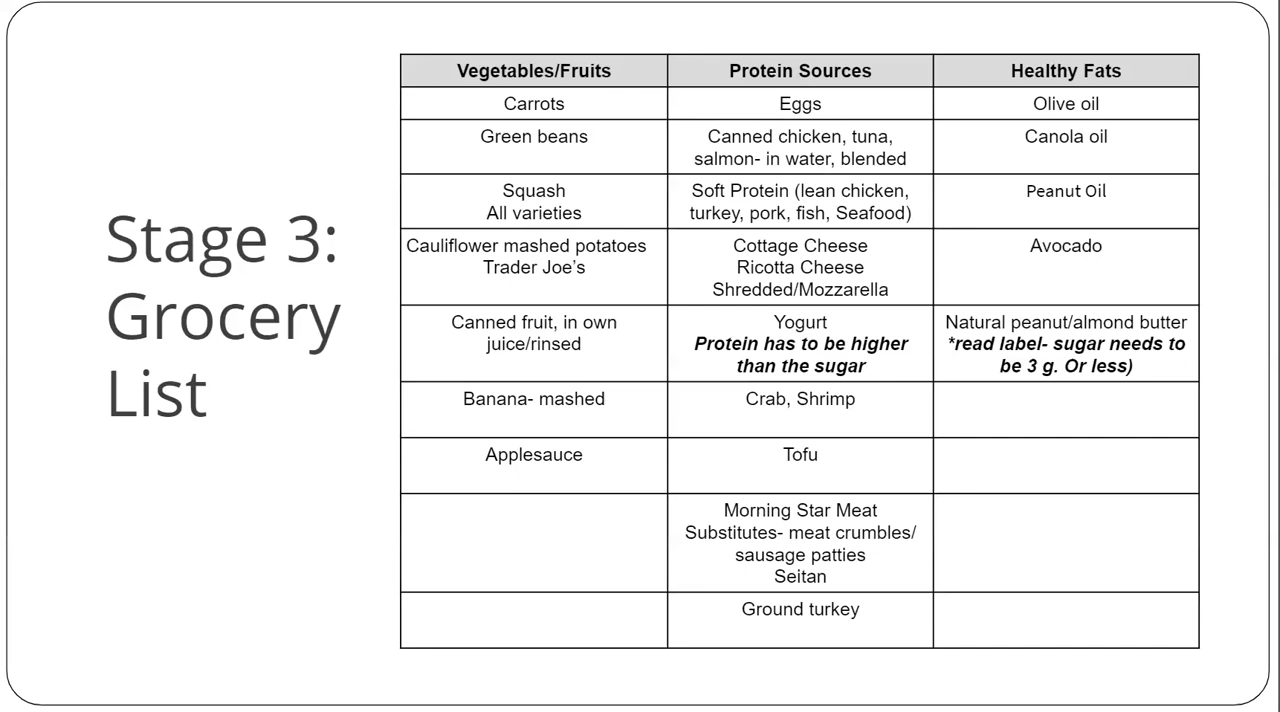 Stage 3:
Grocery
List
Vegetables/Fruits Protein Sources Healthy Fats
Carrots Eggs Olive oil
Green beans Canned chicken, tuna, Canola oil
salmon- in water, blended
Squash Soft Protein (lean chicken, Peanut Oil
All varieties turkey, pork, fish, Seafood)
Cauliflower mashed potatoes Cottage Cheese Avocado
Trader Joe's Ricotta Cheese
Shredded/Mozzarella
Canned fruit, in own Yogurt Natural peanut/almond butter
juice/rinsed Protein has to be higher *read label- sugar needs to
than the sugar be 3 g. Or less)
Banana- mashed Crab, Shrimp
Applesauce Tofu
Morning Star Meat
Substitutes- meat crumbles/
sausage patties
Seitan
Ground turkey